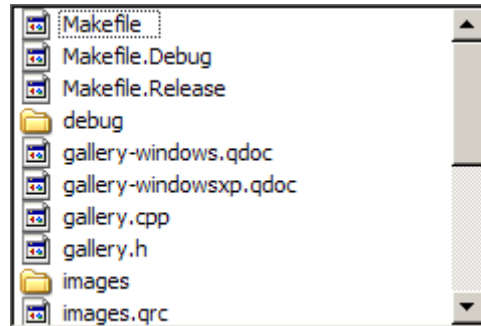 Makefile
Makefile.Debug
Makefile.Release
debug
gallery-windows.qdoc
gallery-windowsxp.qdoc
gallery.cpp
gallery.h
images
images.qrc